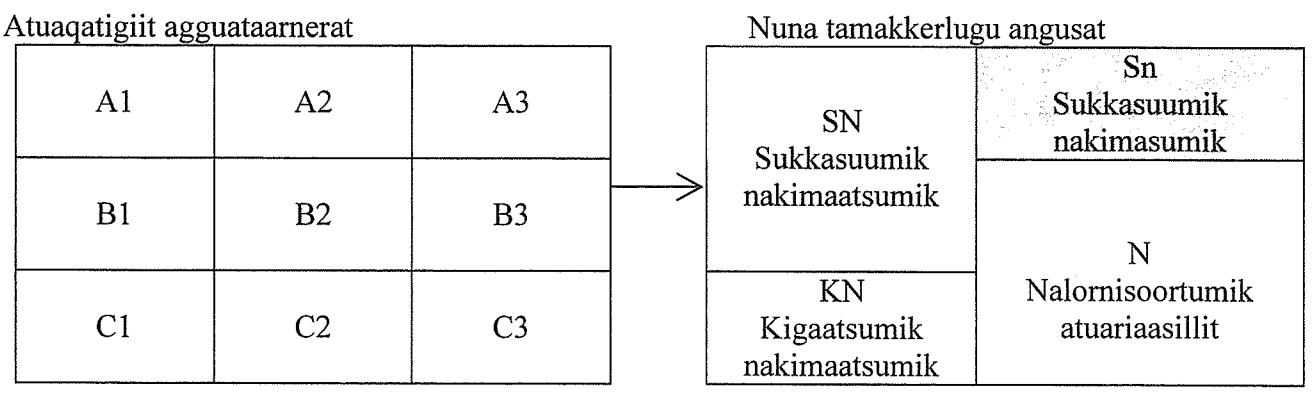 Atuaqatigiit agguataarnerat
A1 A2 A3
B1 B2 B3
C1 C2 C3
Nuna tamakkerlugu angusat
SN
Sukkasuumik
nakimaatsumik
Sn
Sukkasuumik
nakimasumik
KN
Kigaatsumik
nakimaatsumik
N
Nalornisoortumik
atuariaasillit